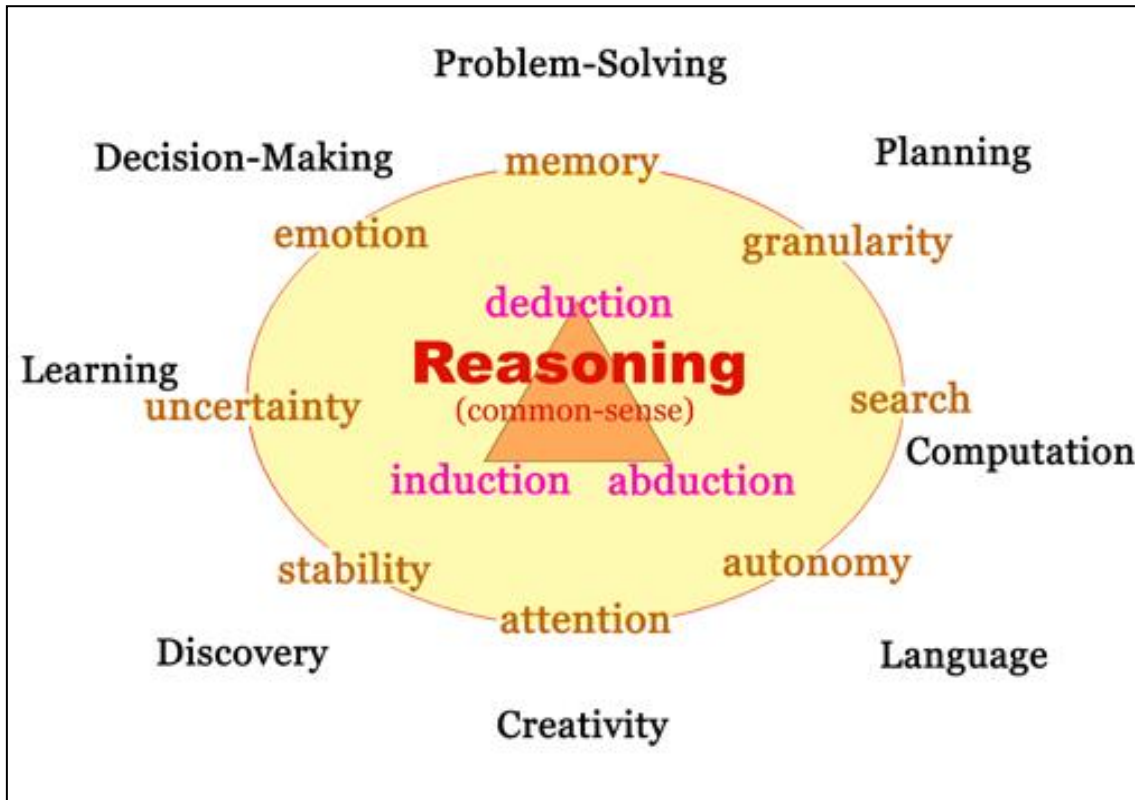 Problem-Solving
Decision-Making
memory
Planning
emotion
granularity
deduction
Reasoning
Learning
(common-sense)
uncertainty
search
Computation
induction
abduction
stability
autonomy
attention
Discovery
Language
Creativity